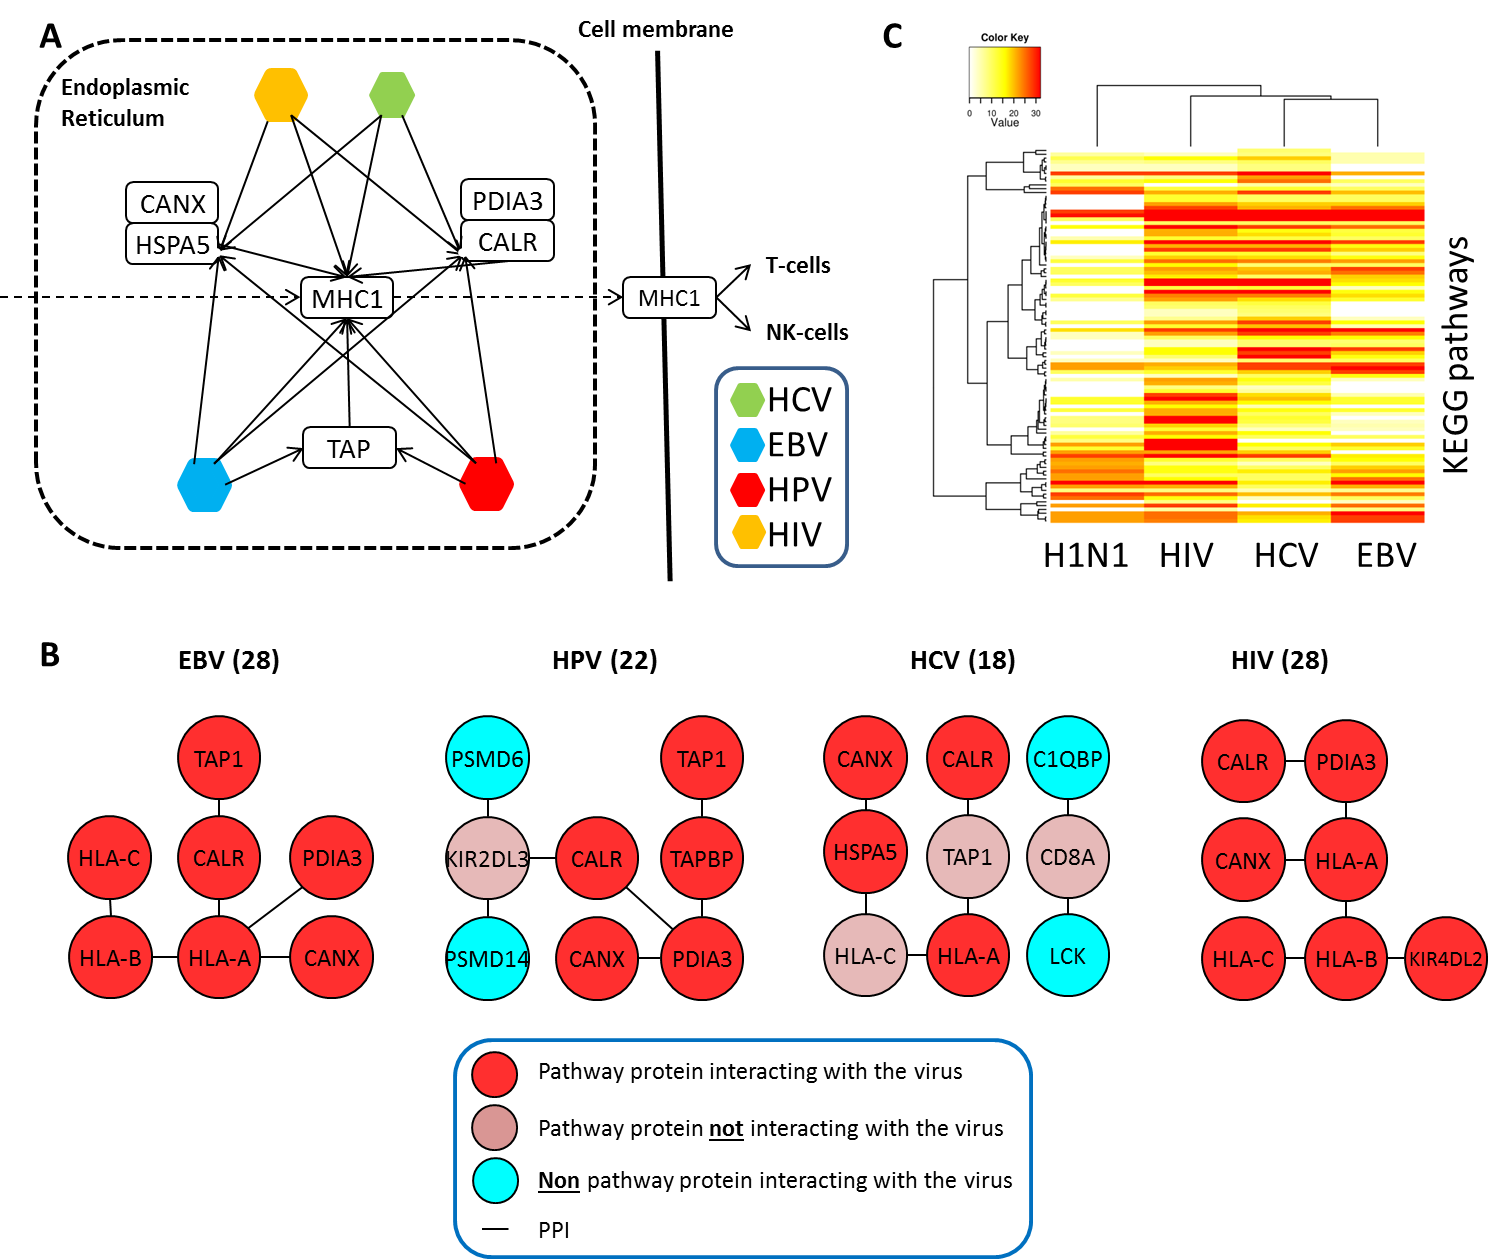 A
Endoplasmic
Reticulum
CANX
HSPA5
PDIA3
CALR
MHC1
TAP
Cell membrane
MHC1
T-cells
NK-cells
HCV
EBV
HPV
HIV
C
Color Key
0 10 20 30
Value
KEGG pathways
H1N1 HIV HCV EBV
B
EBV (28)
TAP1
HLA-C CALR PDIA3
HLA-B HLA-A CANX
HPV (22)
PSMD6 TAP1
KIR2DL3 CALR TAPBP
PSMD14 CANX PDIA3
HCV (18)
CANX CALR C1QBP
HSPA5 TAP1 CD8A
HLA-C HLA-A LCK
HIV (28)
CALR PDIA3
CANX HLA-A
HLA-C HLA-B KIR4DL2
Pathway protein interacting with the virus
Pathway protein not interacting with the virus
Non pathway protein interacting with the virus
PPI